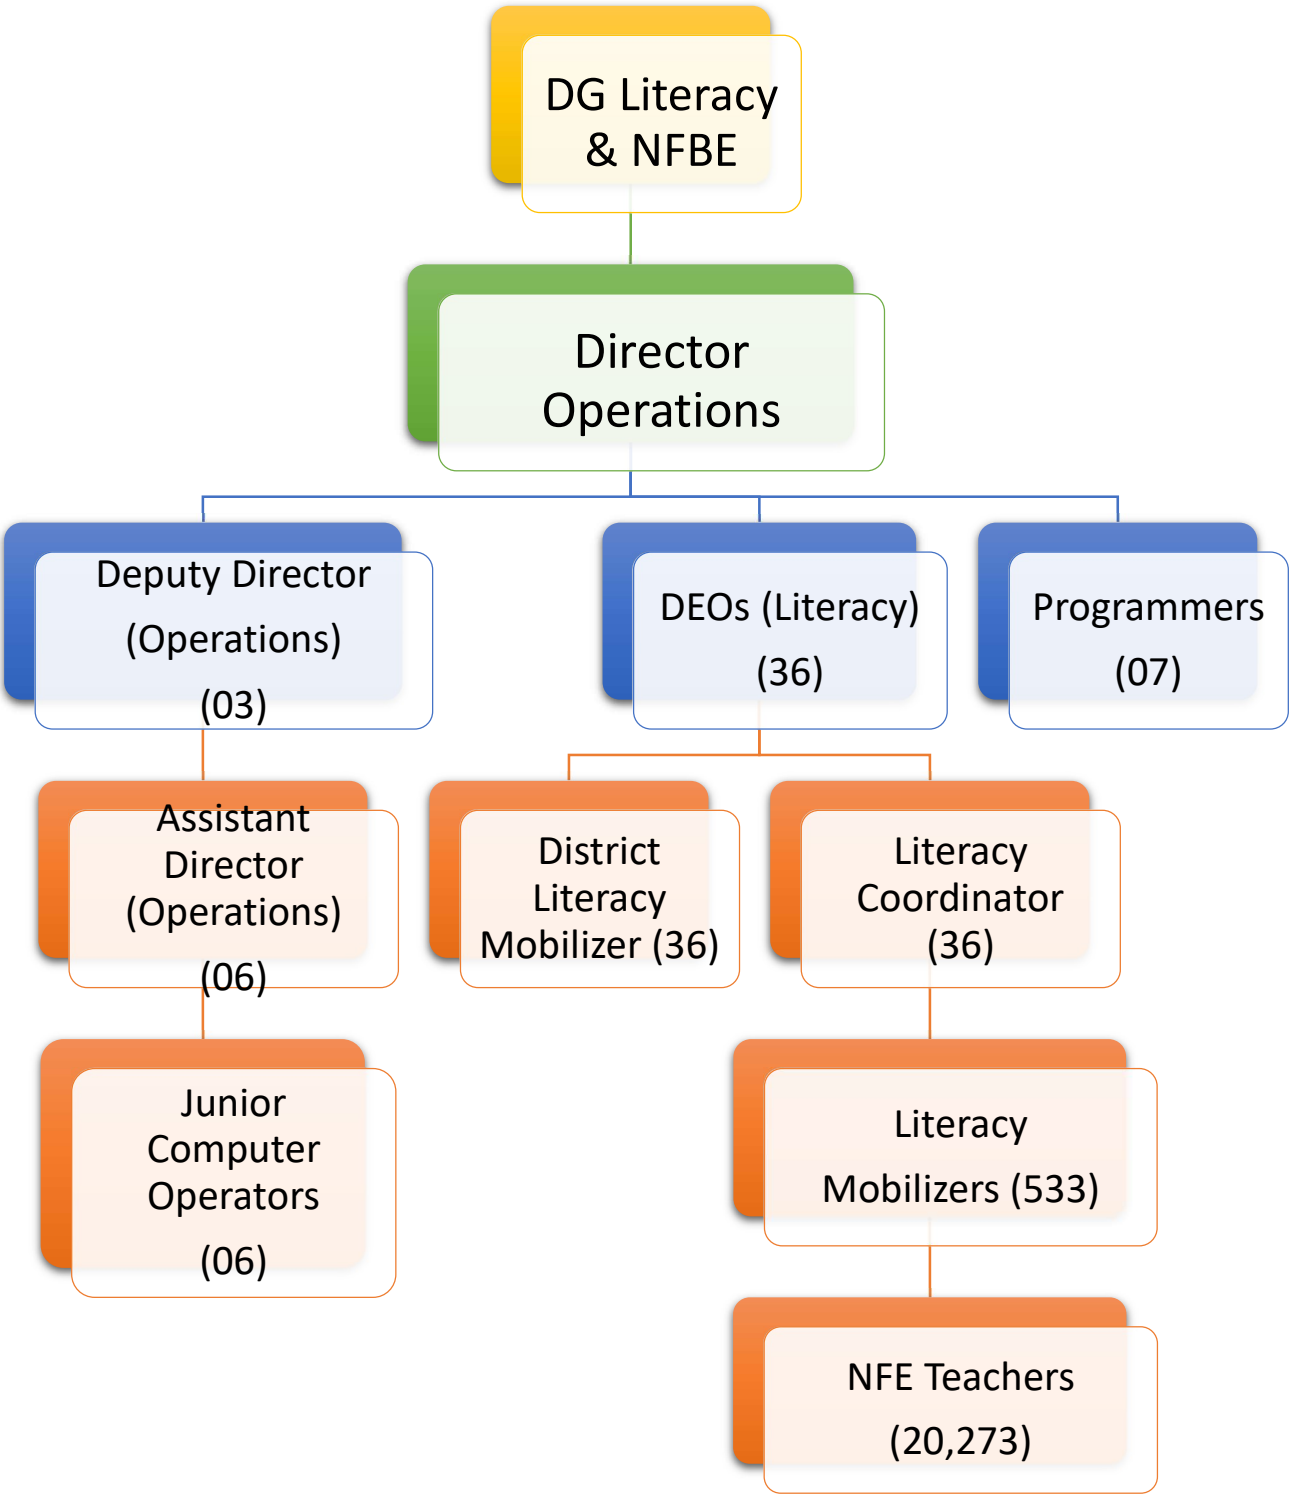 DG Literacy
& NFBE
Director
Operations
Deputy Director
(Operations)
(03)
DEOs (Literacy)
(36)
Programmers
(07)
Assistant
Director
(Operations)
(06)
District
Literacy
Mobilizer (36)
Literacy
Coordinator
(36)
Junior
Computer
Operators
(06)
Literacy
Mobilizers (533)
NFE Teachers
(20,273)